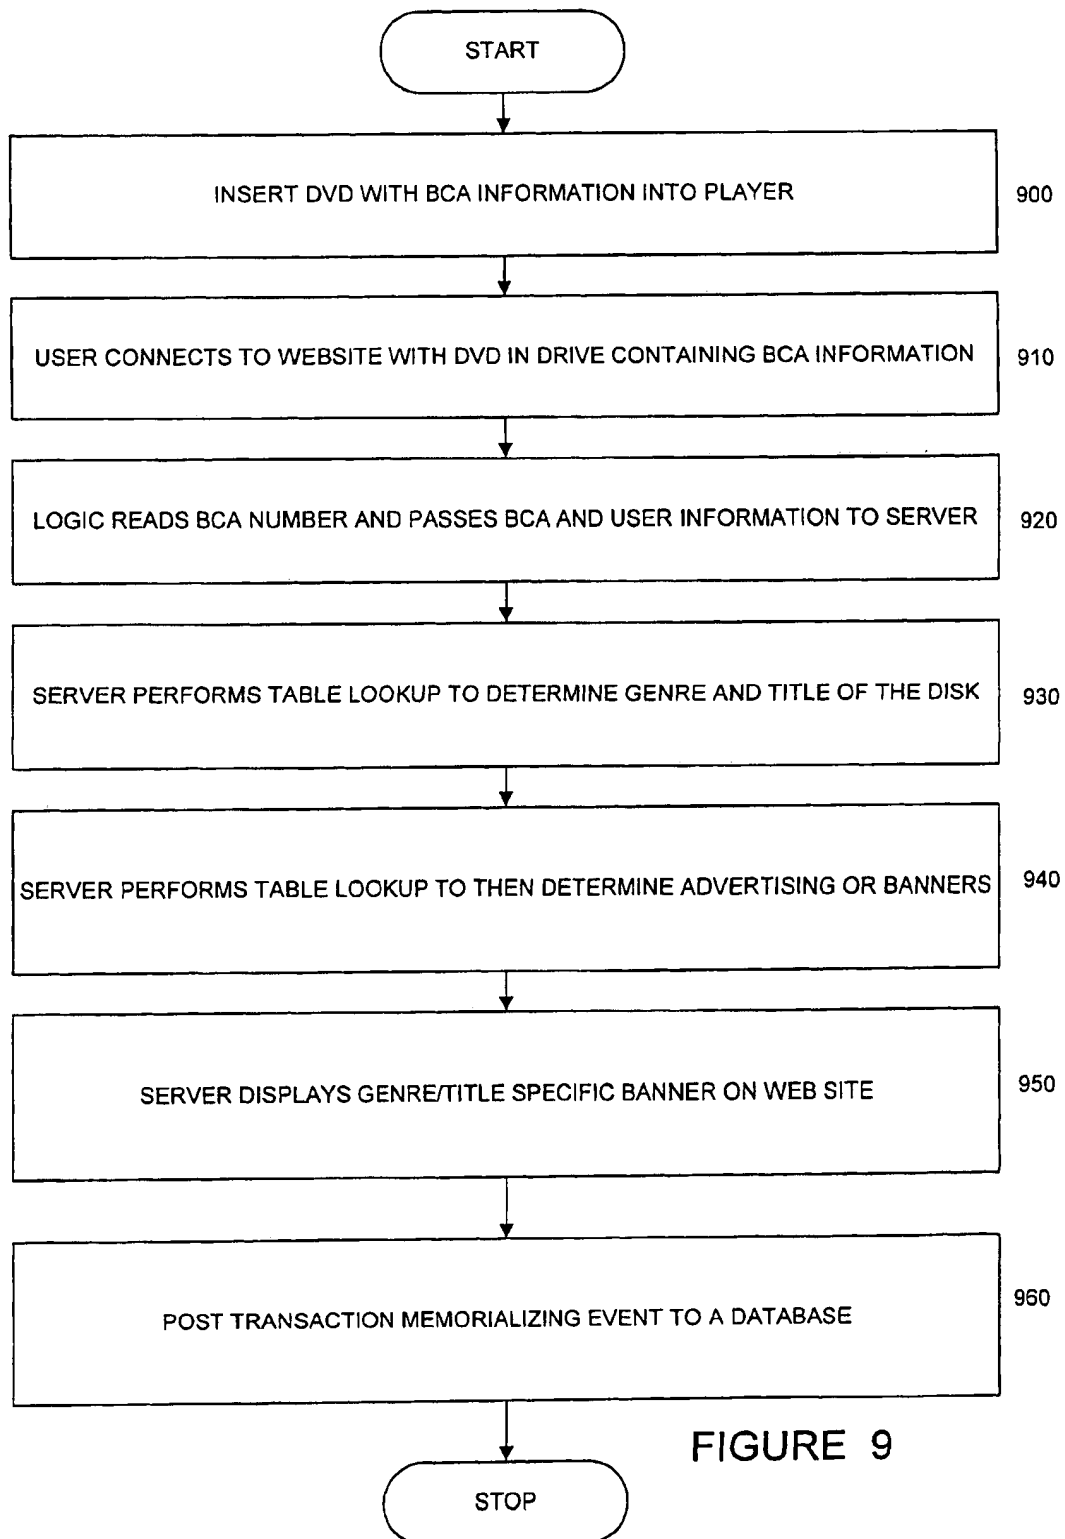 START
INSERT DVD WITH BCA INFORMATION INTO PLAYER
900
USER CONNECTS TO WEBSITE WITH DVD IN DRIVE CONTAINING BCA INFORMATION
910
LOGIC READS BCA NUMBER AND PASSES BCA AND USER INFORMATION TO SERVER
920
SERVER PERFORMS TABLE LOOKUP TO DETERMINE GENRE AND TITLE OF THE DISK
930
SERVER PERFORMS TABLE LOOKUP TO THEN DETERMINE ADVERTISING OR BANNERS
940
SERVER DISPLAYS GENRE/TITLE SPECIFIC BANNER ON WEB SITE
950
POST TRANSACTION MEMORIALIZING EVENT TO A DATABASE
960
FIGURE 9
STOP